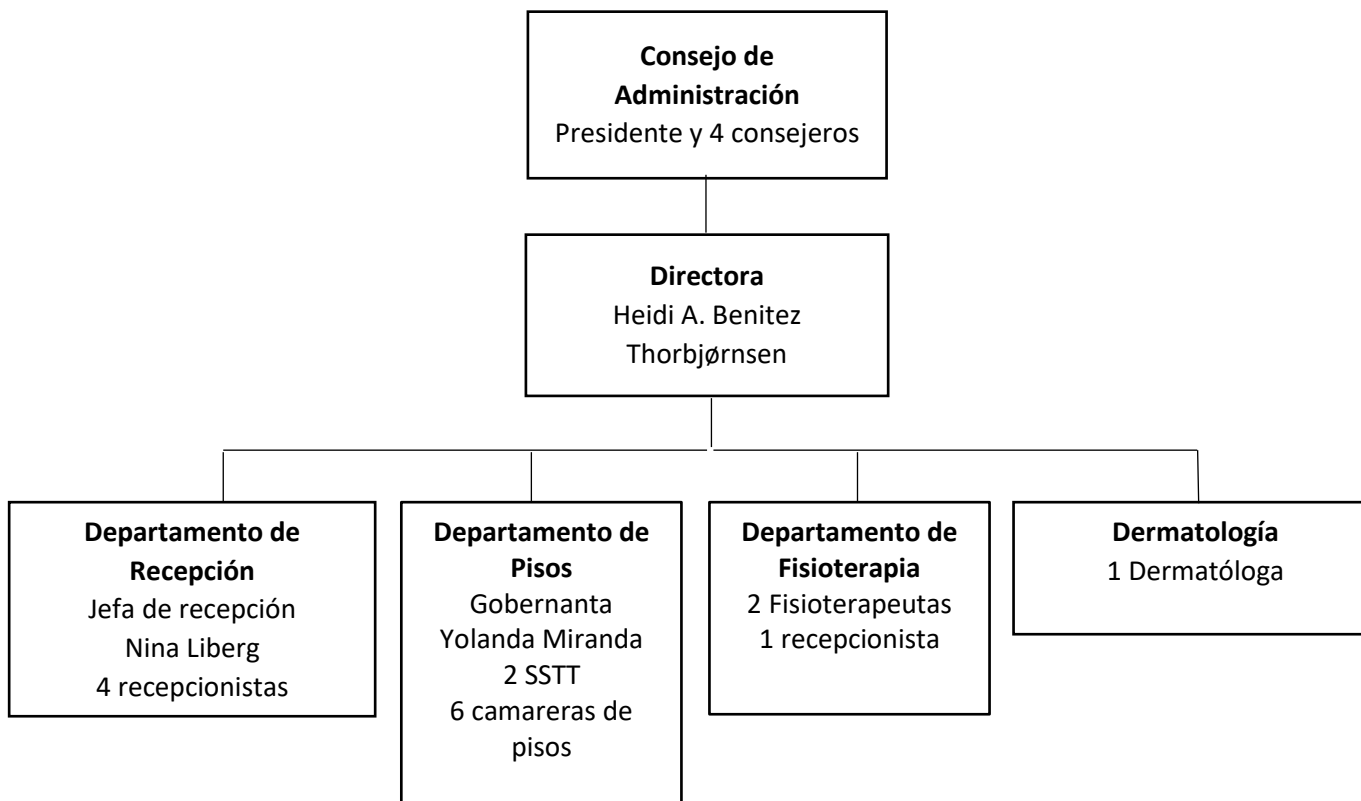 Consejo de
Administración
Presidente y 4 consejeros
Directora
Heidi A. Benitez
Thorbjørnsen
Departamento de
Recepción
Jefa de recepción
Nina Liberg
4 recepcionistas
Departamento de
Pisos
Gobernanta
Yolanda Miranda
2 SSTT
6 camareras de
pisos
Departamento de
Fisioterapia
2 Fisioterapeutas
1 recepcionista
Dermatología
1 Dermatóloga